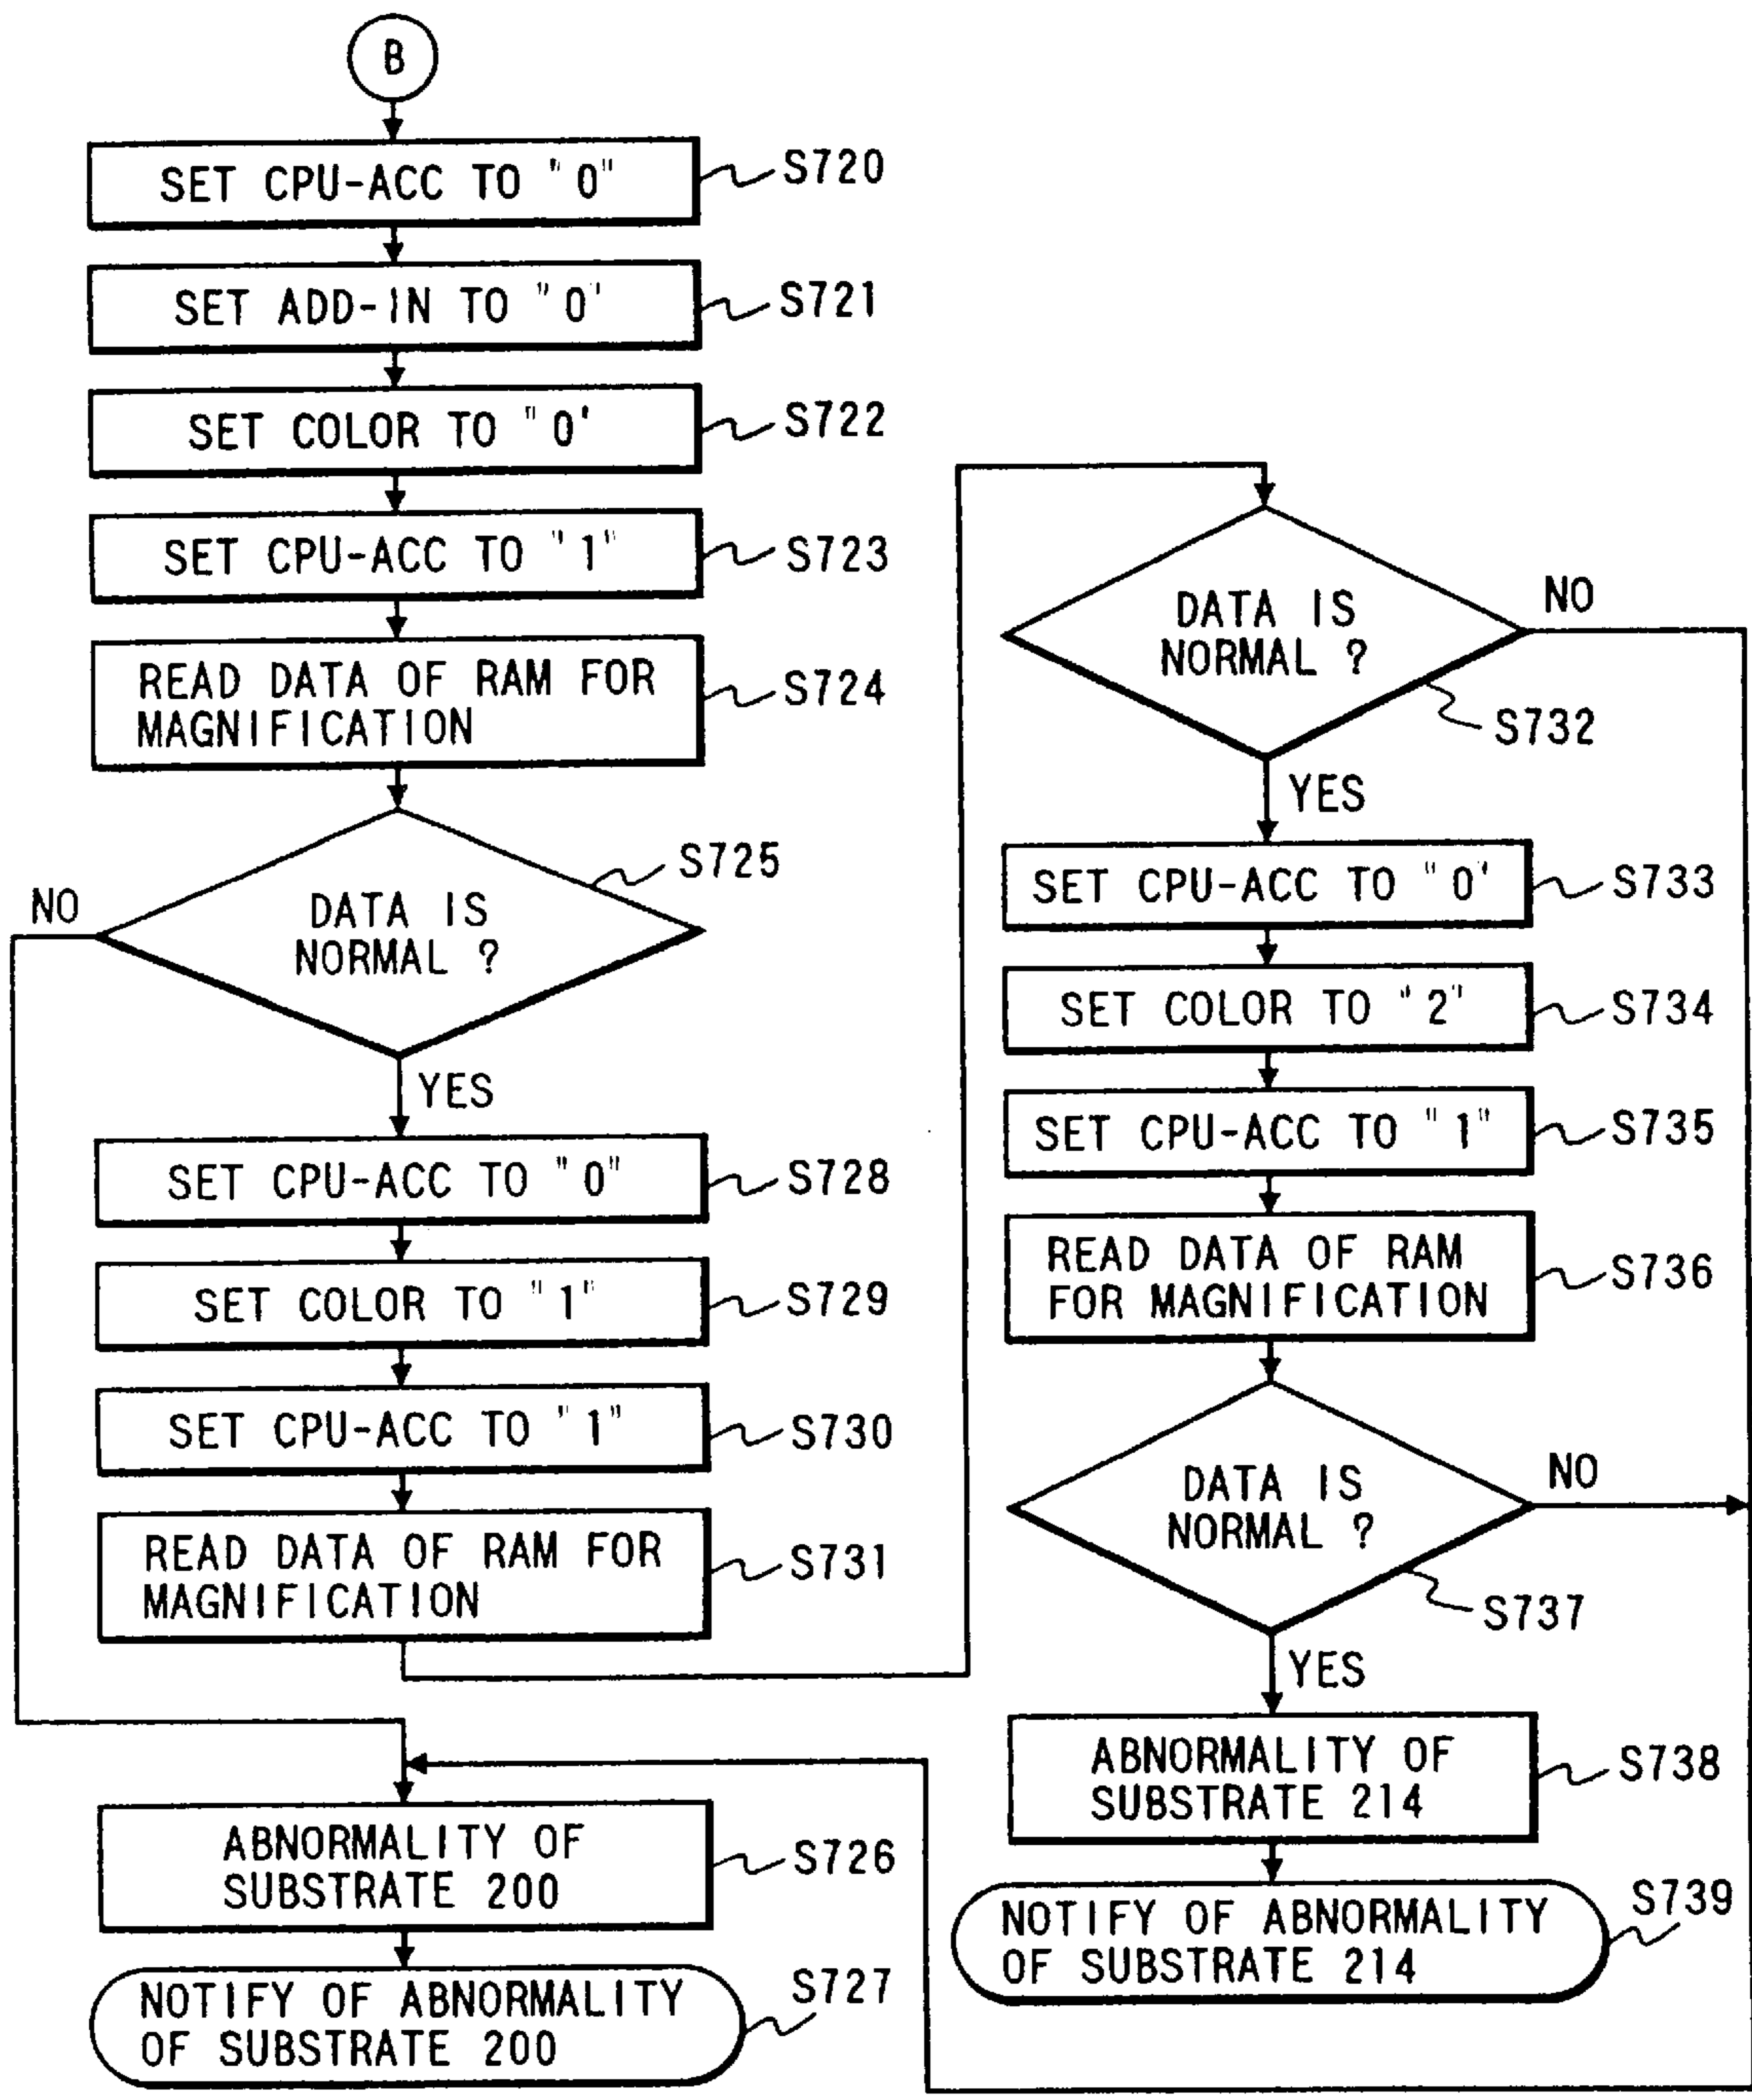 B
SET CPU-ACC TO "0"
S720
SET ADD-IN TO "0'
S721
SET COLOR TO "0'
S722
SET CPU-ACC TO "1"
S723
READ DATA OF RAM FOR
MAGNIFICATION
S724
DATA IS
NORMAL ?
S725
NO
YES
SET CPU-ACC TO "0"
S728
SET COLOR TO "1"
S729
SET CPU-ACC TO "1"
S730
READ DATA OF RAM FOR
MAGNIFICATION
S731
ABNORMALITY OF
SUBSTRATE 200
S726
NOTIFY OF ABNORMALITY
OF SUBSTRATE 200
S727
DATA IS
NORMAL ?
NO
S732
YES
SET CPU-ACC TO "0'
S733
SET COLOR TO "2"
S734
SET CPU-ACC TO "1"
S735
READ DATA OF RAM
FOR MAGNIFICATION
S736
DATA IS
NORMAL ?
NO
S737
YES
ABNORMALITY OF
SUBSTRATE 214
S738
NOTIFY OF ABNORMALITY
OF SUBSTRATE 214
S739